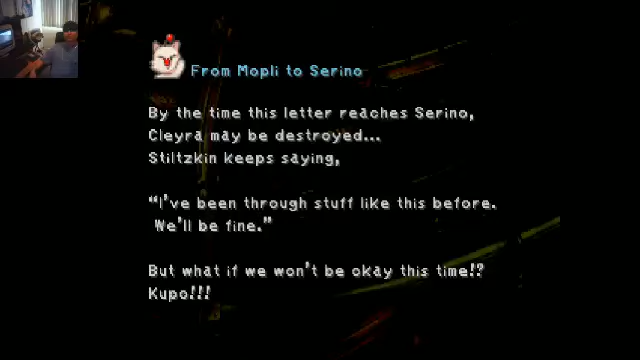 From Mopli to Serino
By the time this letter reaches Serino,
Cleyra may be destroyed...
Stiltzkin keeps saying,
“I've been through stuff like this before.
We'll be fine.”
But what if we won't be okay this time!?
Kupo!!!